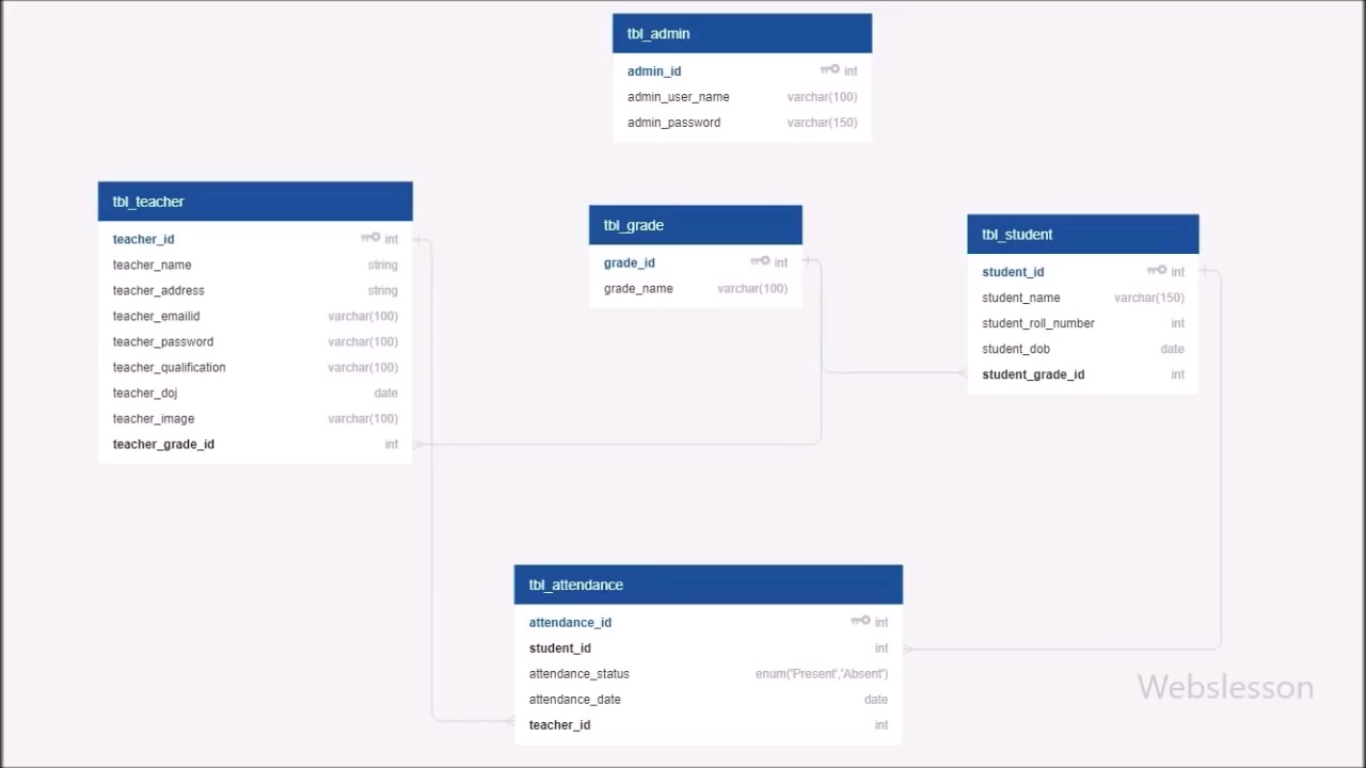 tbl_admin
admin_id int
admin_user_name varchar(100)
admin_password varchar(150)
tbl_teacher
teacher_id int
teacher_name string
teacher_address string
teacher_emailid varchar(100)
teacher_password varchar(100)
teacher_qualification varchar(100)
teacher_doj date
teacher_image varchar(100)
teacher_grade_id int
tbl_grade
grade_id int
grade_name varchar(100)
tbl_student
student_id int
student_name varchar(150)
student_roll_number int
student_dob date
student_grade_id int
tbl_attendance
attendance_id int
student_id int
attendance_status enum('Present','Absent')
attendance_date date
teacher_id int
Webslesson